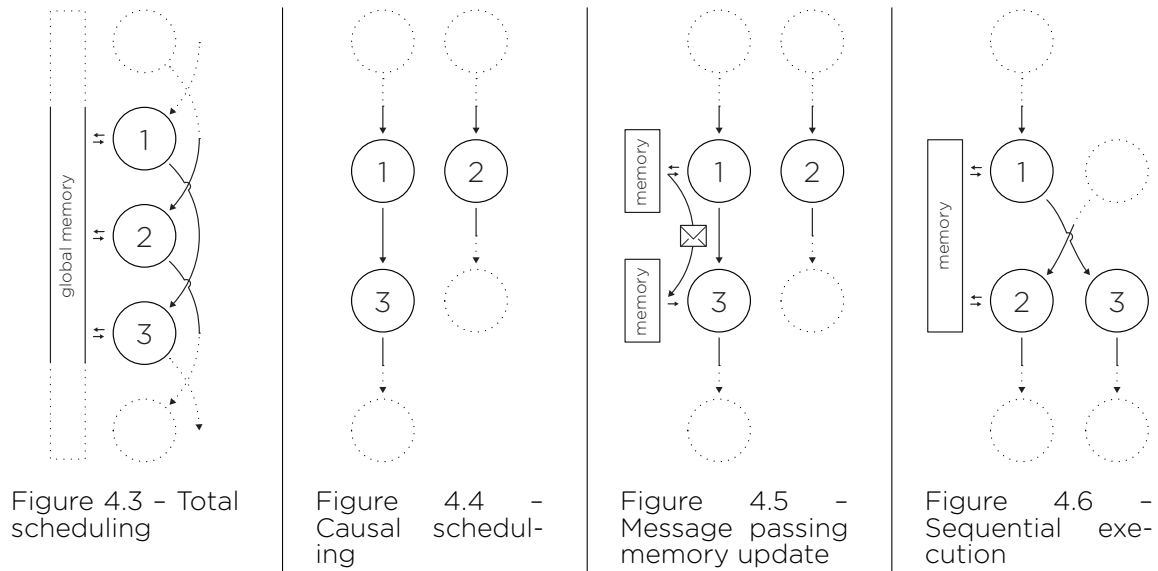 global memory
1
2
3
Figure 4.3 – Total
scheduling
1
2
3
Figure 4.4 –
Causal schedul-
ing
memory
1
2
memory
3
Figure 4.5 –
Message passing
memory update
memory
1
2
3
Figure 4.6 –
Sequential exe-
cution